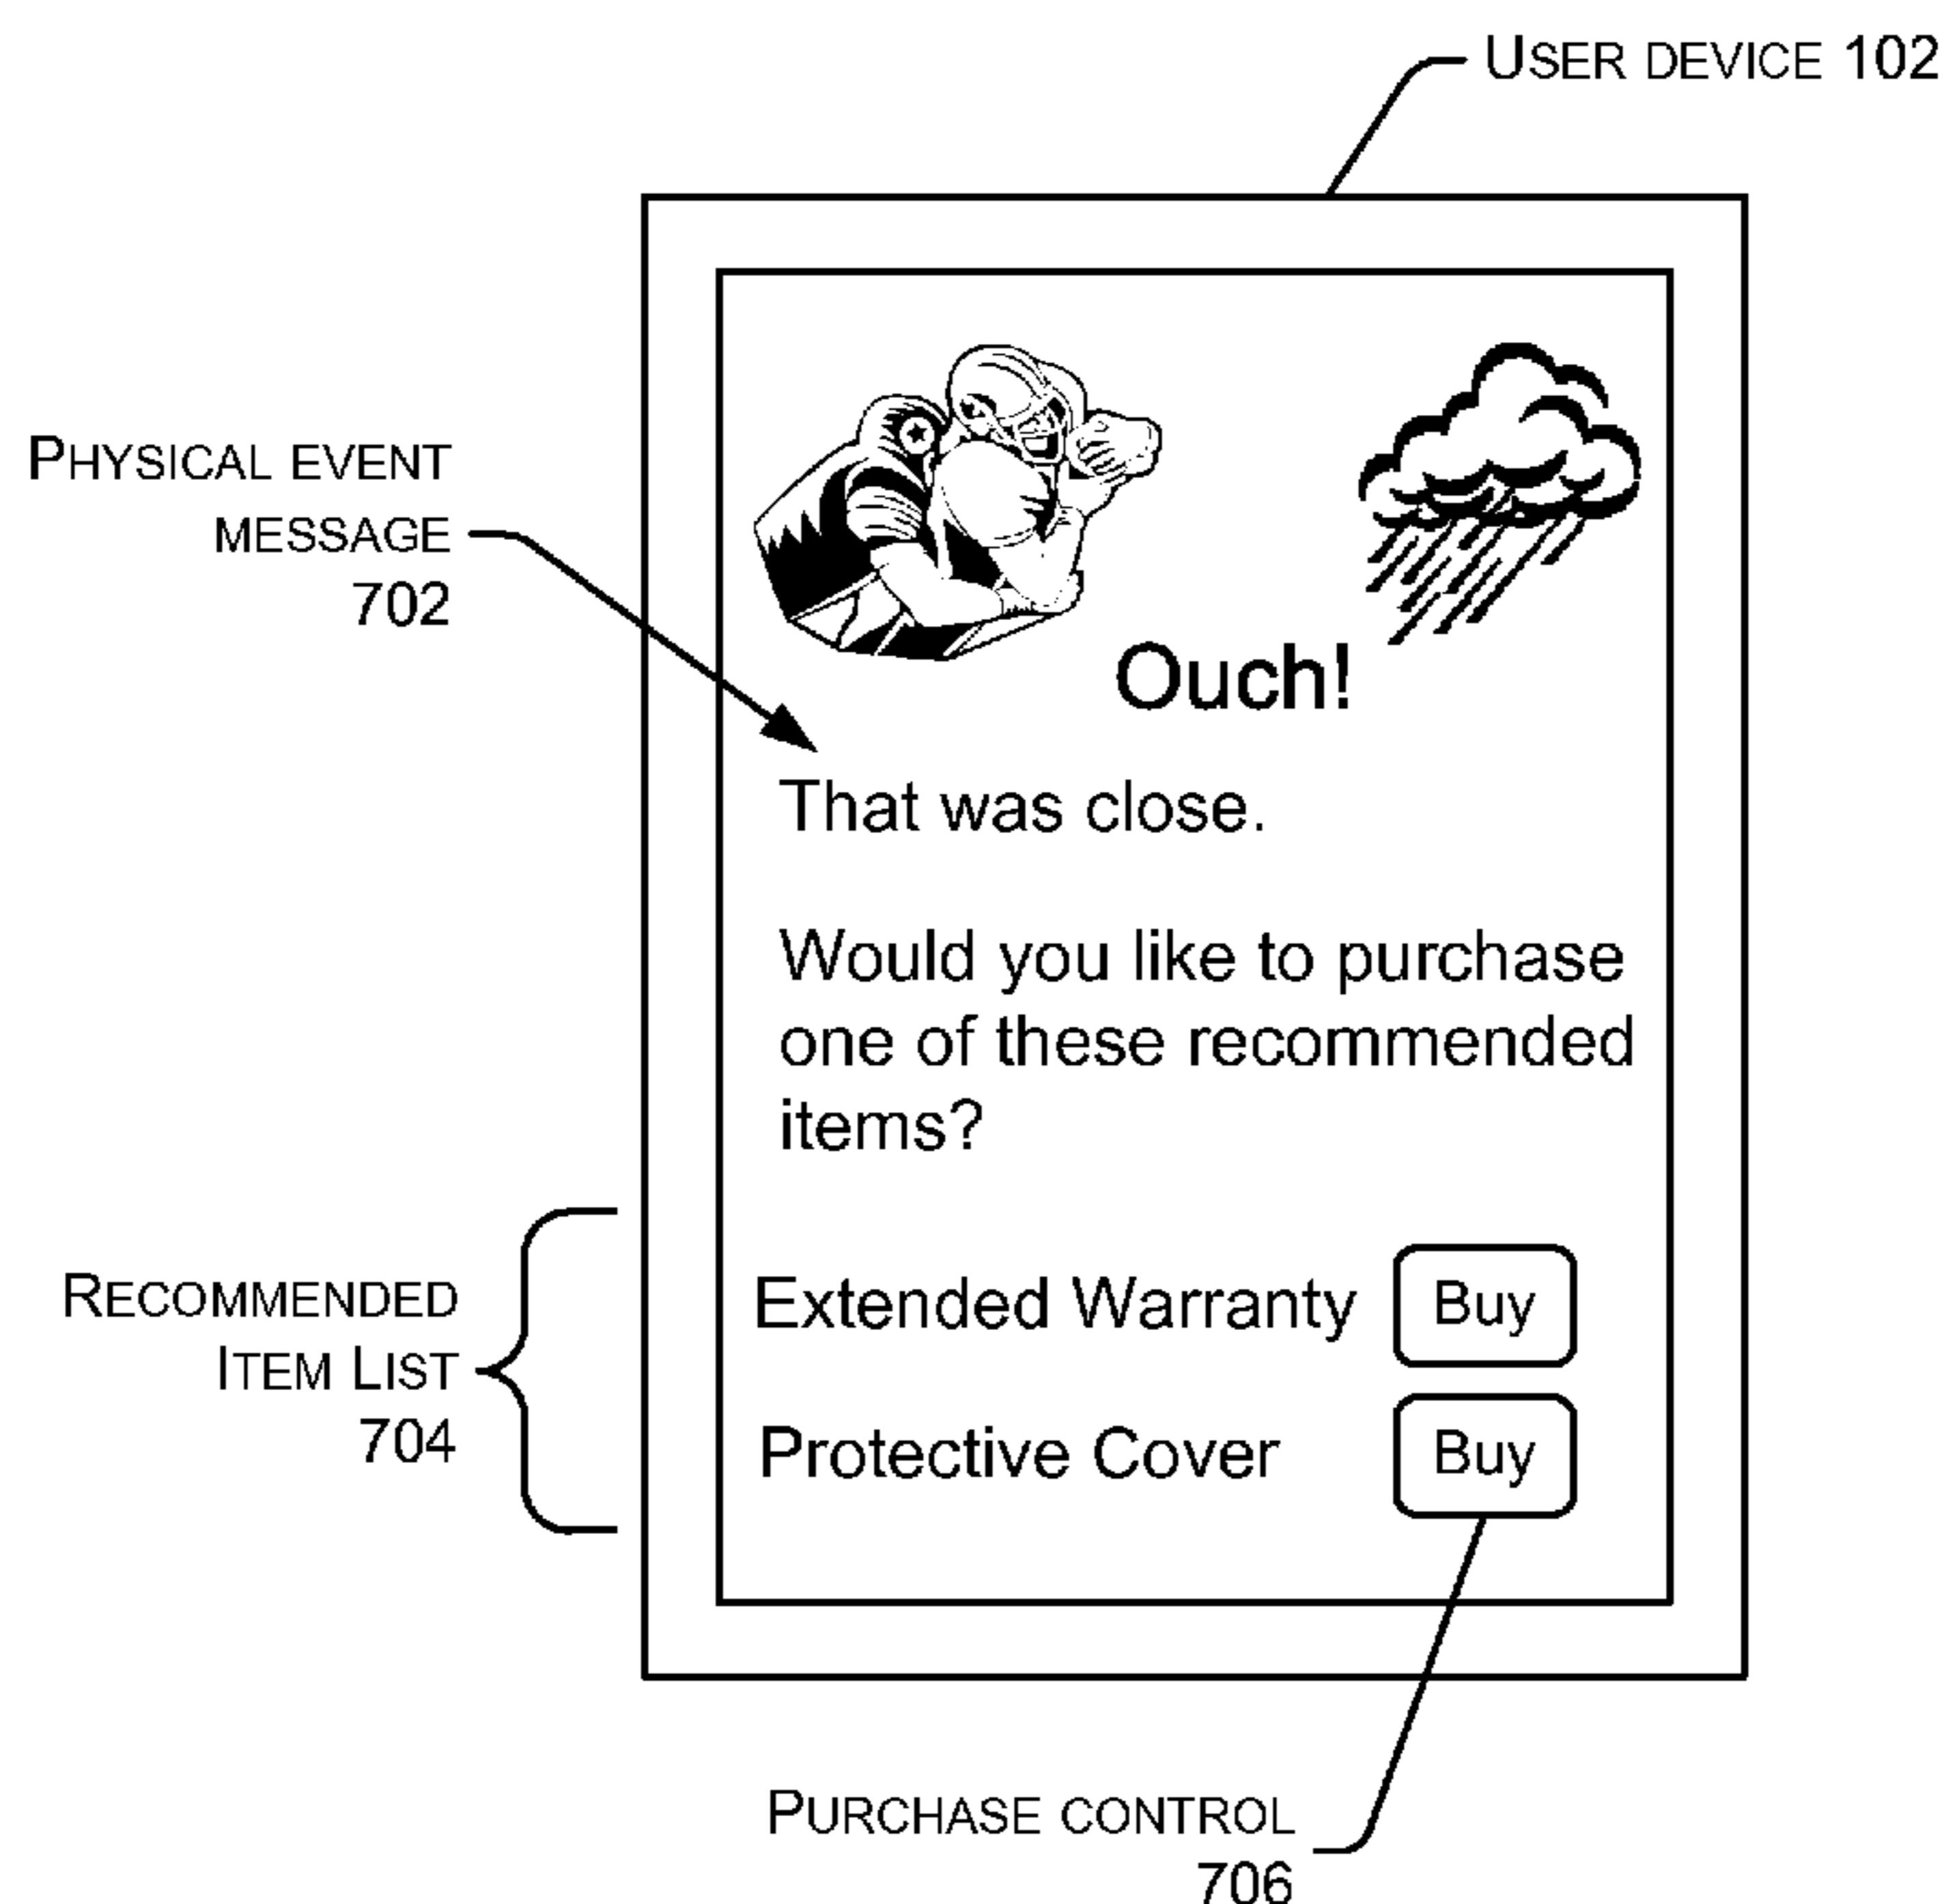 USER DEVICE 102
PHYSICAL EVENT
MESSAGE
702
Ouch!
That was close.
Would you like to purchase
one of these recommended
items?
RECOMMENDED
ITEM LIST
704
Extended Warranty Buy
Protective Cover Buy
PURCHASE CONTROL
706